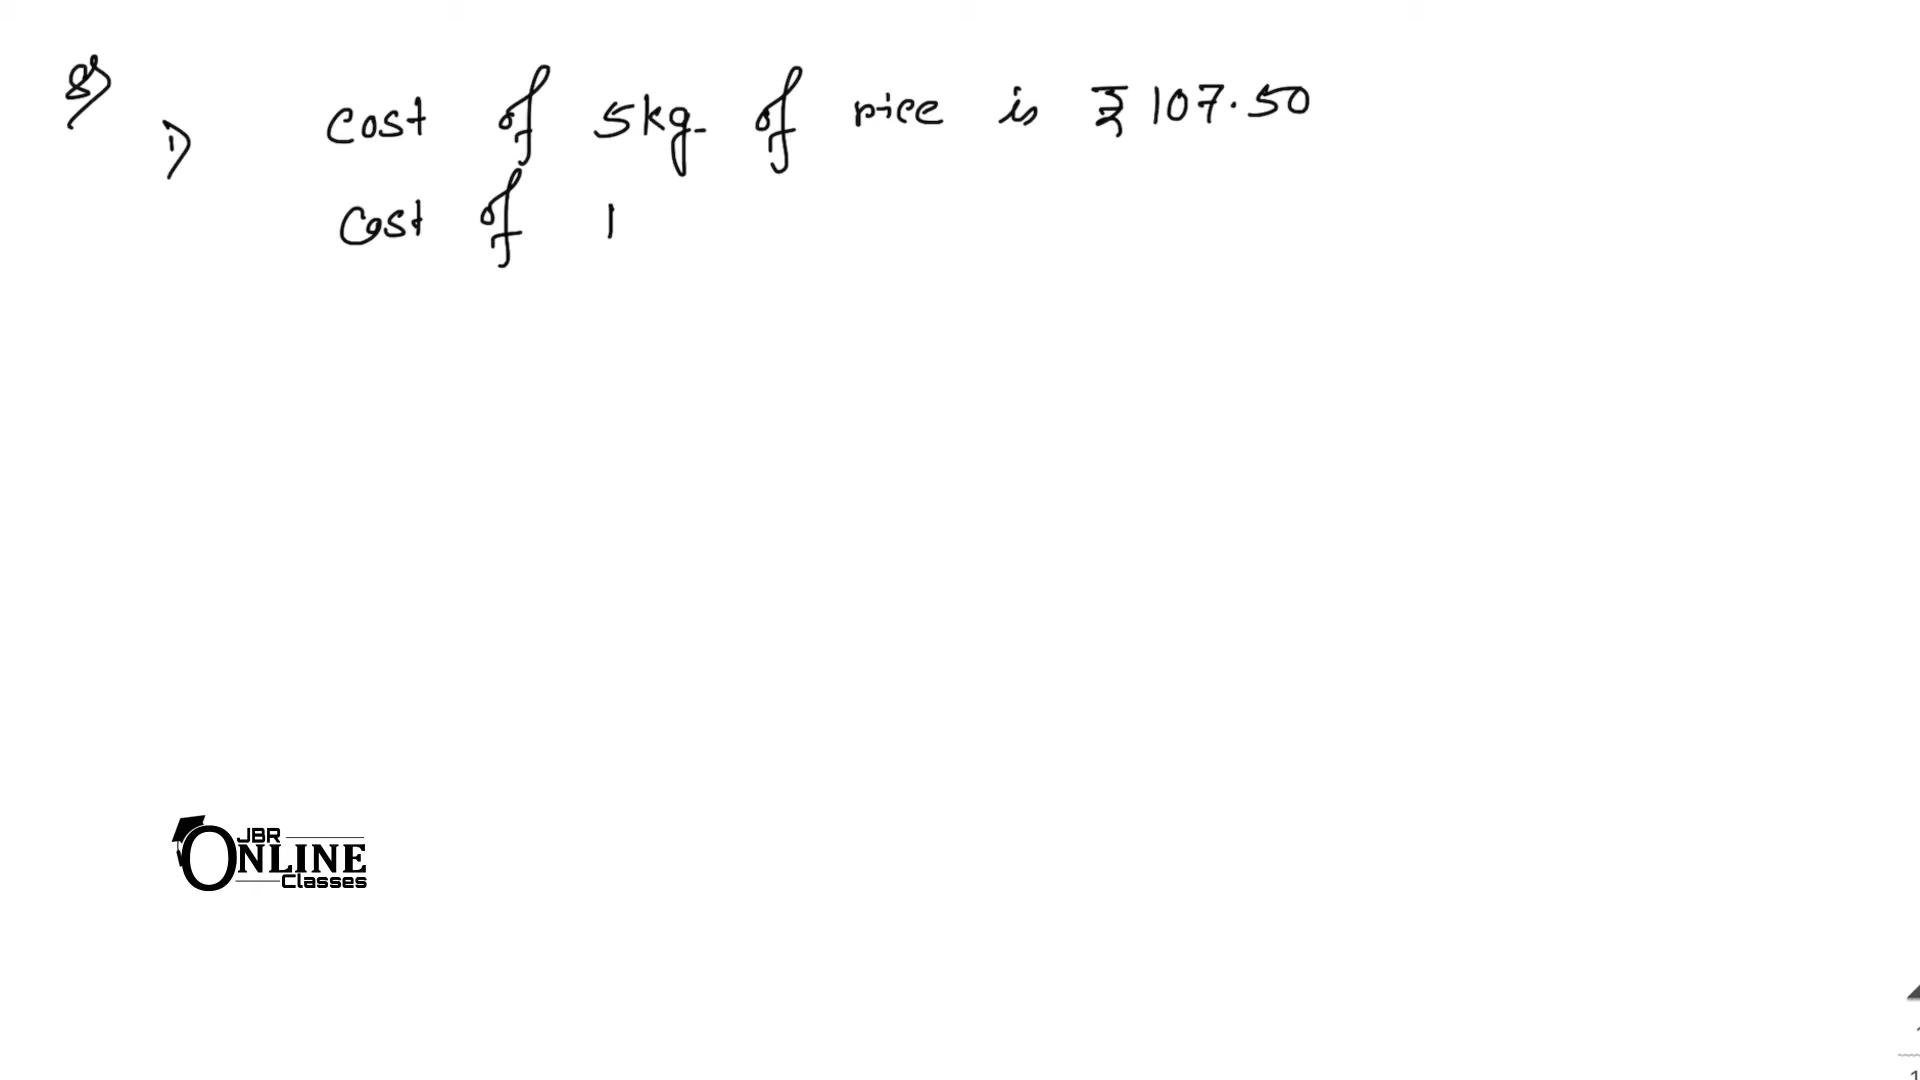 8)
1) cost of 5kg. of rice is ₹ 107.50
Cost of 1
JBR
ONLINE
Classes